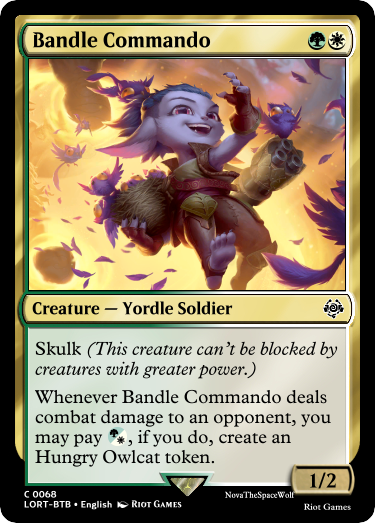 Bandle Commando
Creature — Yordle Soldier
Skulk (This creature can't be blocked by
creatures with greater power.)
Whenever Bandle Commando deals
combat damage to an opponent, you
may pay , if you do, create an
Hungry Owlcat token.
1/2
C 0068
LORT-BTB • English Riot Games
NovaTheSpaceWolf
Riot Games